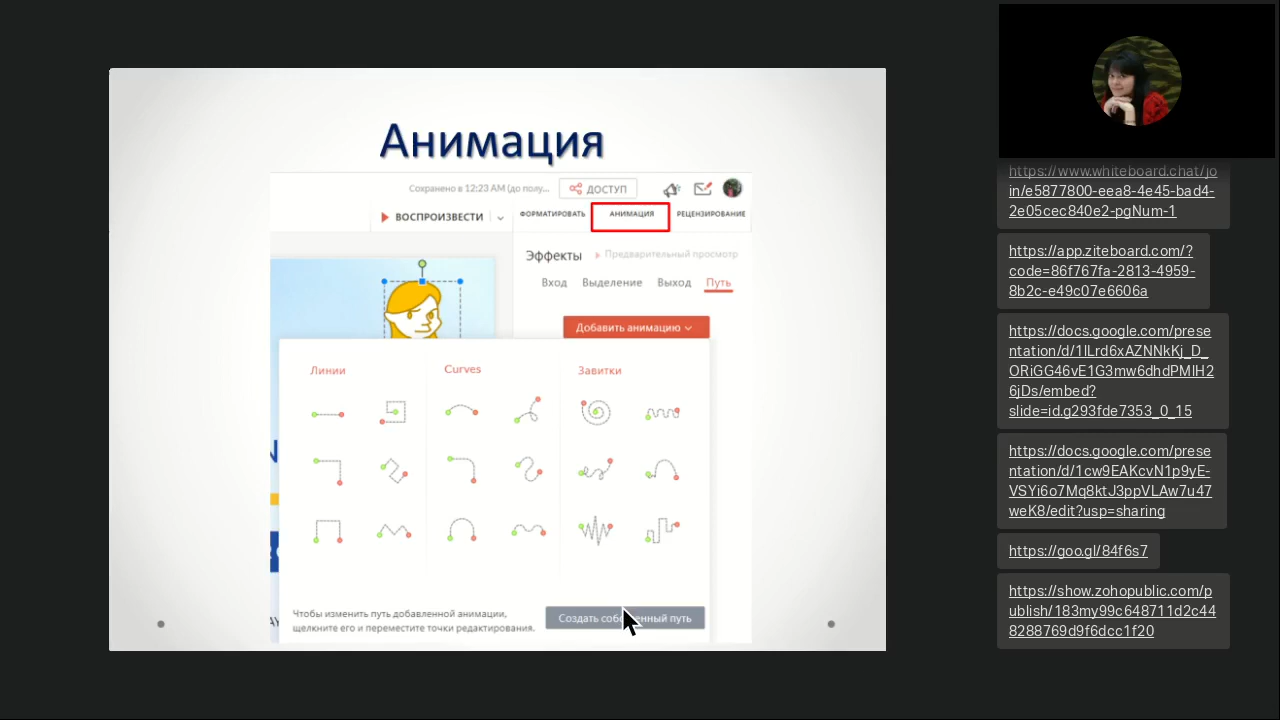 Анимация
Сохранено в 12:23 AM (до полу...
ДОСТУП
ВОСПРОИЗВЕСТИ
ФОРМАТИРОВАТЬ
АНИМАЦИЯ
РЕЦЕНЗИРОВАНИЕ
Эффекты
Предварительный просмотр
Вход
Выделение
Выход
Путь
Добавить анимацию
Линии
Curves
Завитки
Чтобы изменить путь добавленной анимации,
щелкните его и переместите точки редактирования.
Создать путь
https://www.whiteboard.chat/jo
in/e5877800-eea8-4e45-bad4-
2e05cec840e2-pgNum-1
https://app.ziteboard.com/?
code=86f767fa-2813-4959-
8b2c-e49c07e6606a
https://docs.google.com/prese
ntation/d/1ILrd6xAZNNkKj_D_
ORiGG46vE1G3mw6dhdPMIH2
6jDs/embed?
slide=id.g293fde7353_0_15
https://docs.google.com/prese
ntation/d/1cw9EAKcvN1p9yE-
VSYi6o7Mq8ktJ3ppVLAw7u47
weK8/edit?usp=sharing
https://goo.gl/84f6s7
https://show.zohopublic.com/p
ublish/183my99c648711d2c44
8288769d9f6dcc1f20